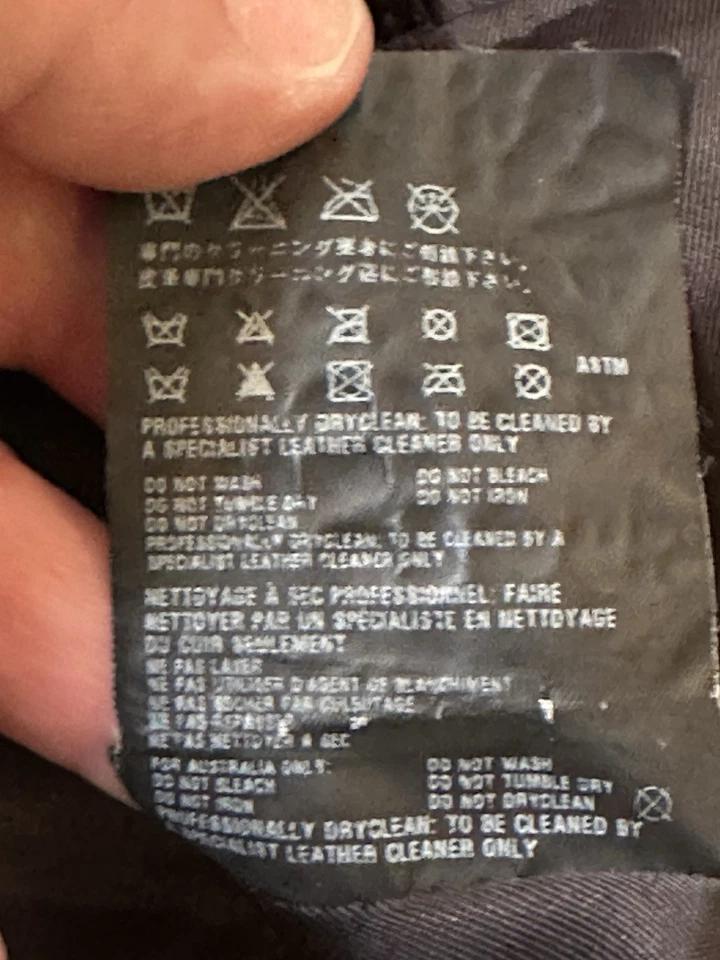 専門のクリーニング業者にご相談下さい。
皮革専門クリーニング店にご相談下さい。
ASTM
PROFESSIONALLY DRYCLEAN: TO BE CLEANED BY
A SPECIALIST LEATHER CLEANER ONLY
DO NOT WASH DO NOT BLEACH
DO NOT TUMBLE DRY DO NOT IRON
DO NOT DRYCLEAN
PROFESSIONALLY DRYCLEAN: TO BE CLEANED BY A
SPECIALIST LEATHER CLEANER ONLY
NETTOYAGE À SEC PROFESSIONNEL: FAIRE
NETTOYER PAR UN SPÉCIALISTE EN NETTOYAGE
DU CUIR SEULEMENT
NE PAS LAVER
NE PAS UTILISER D'AGENT DE BLANCHIMENT
NE PAS SÉCHER PAR CULBUTAGE
NE PAS REPASSER
NE PAS NETTOYER À SEC
FOR AUSTRALIA ONLY: DO NOT WASH
DO NOT BLEACH DO NOT TUMBLE DRY
DO NOT IRON DO NOT DRYCLEAN
PROFESSIONALLY DRYCLEAN: TO BE CLEANED BY
A SPECIALIST LEATHER CLEANER ONLY